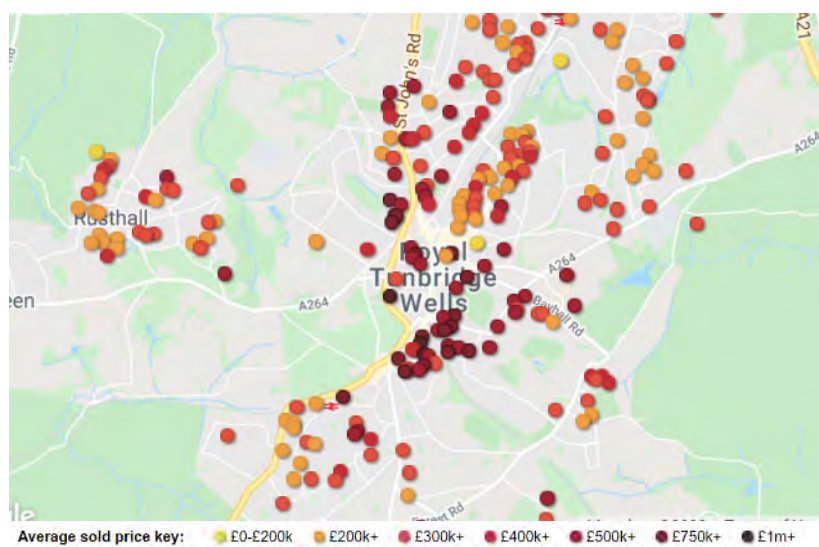 A21
St John's Rd
A264
Rusthall
Royal
Tunbridge
Wells
A264
een
A264
Bayhall Rd
Average sold price key: £0-£200k £200k+ £300k+ £400k+ £500k+ £750k+ £1m+